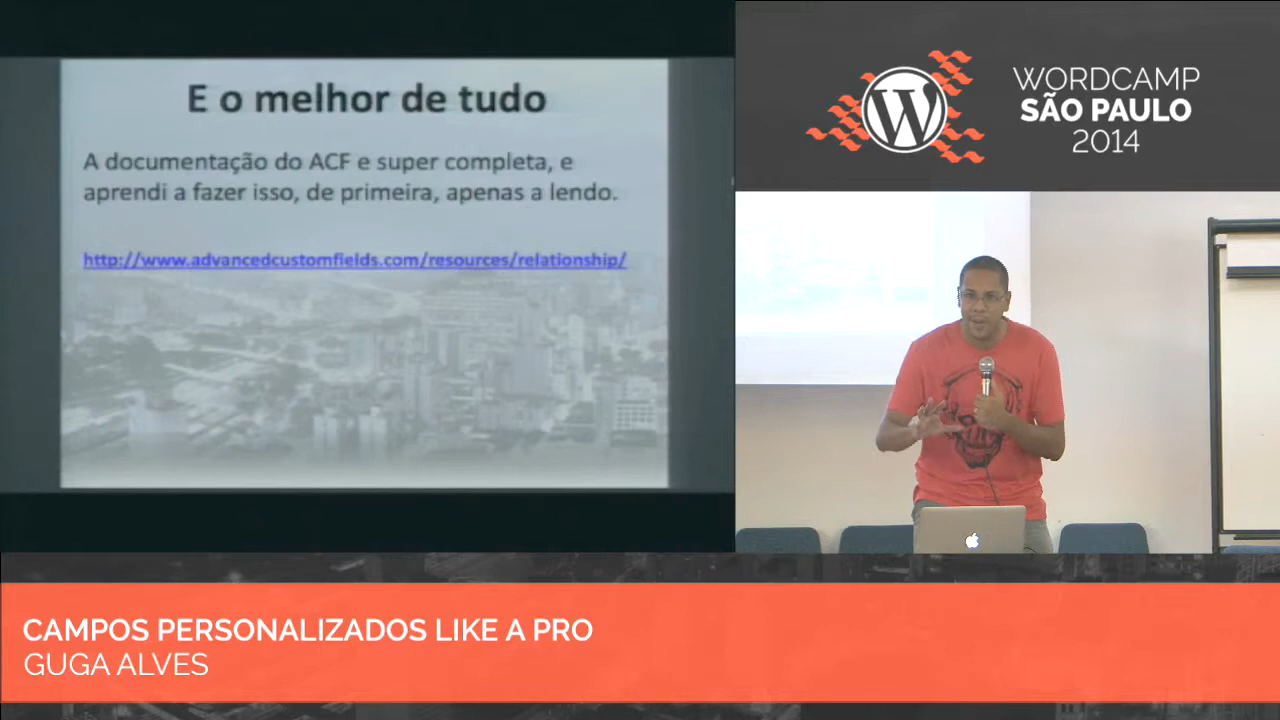 E o melhor de tudo
A documentação do ACF e super completa, e
aprendi a fazer isso, de primeira, apenas a lendo.
http://www.advancedcustomfields.com/resources/relationship/
WORDCAMP
SÃO PAULO
2014
CAMPOS PERSONALIZADOS LIKE A PRO
GUGA ALVES